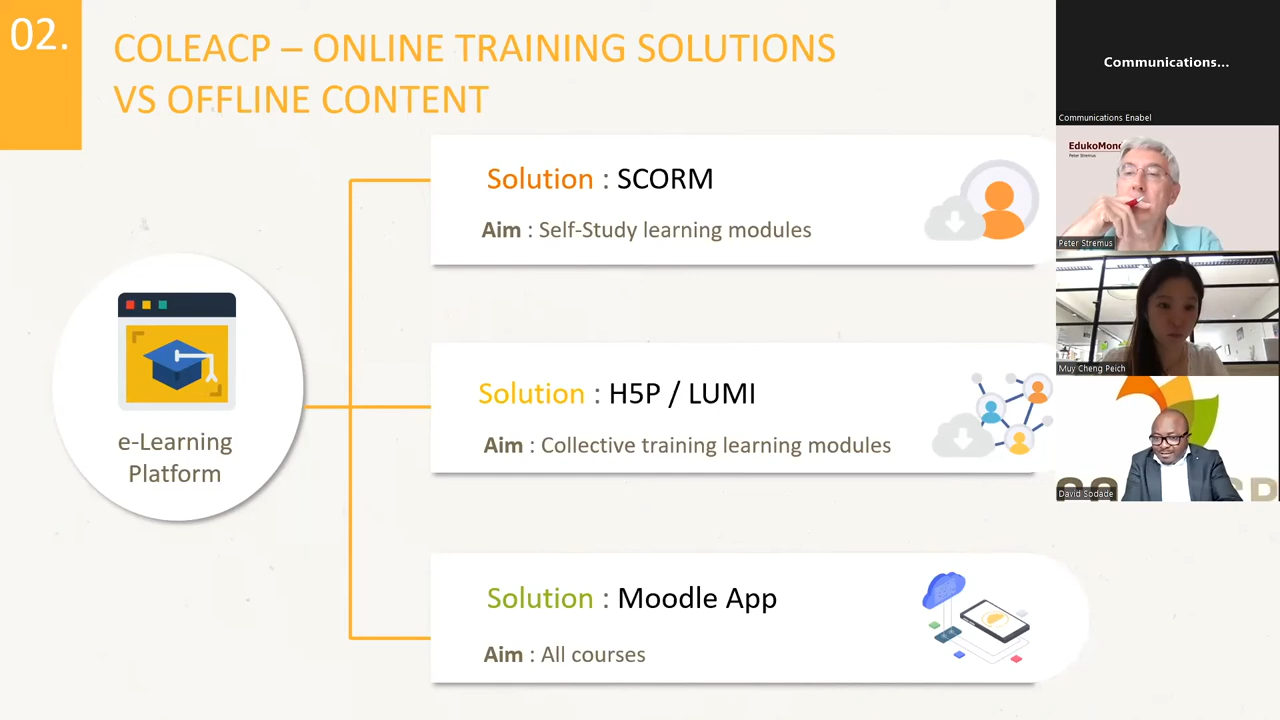 02.
COLEACP – ONLINE TRAINING SOLUTIONS
VS OFFLINE CONTENT
Solution : SCORM
Aim : Self-Study learning modules
e-Learning
Platform
Solution : H5P / LUMI
Aim : Collective training learning modules
Solution : Moodle App
Aim : All courses
Communications...
Communications Enabel
EdukoMond
Peter Stremus
Peter Stremus
Muy Cheng Peich
David Sodade